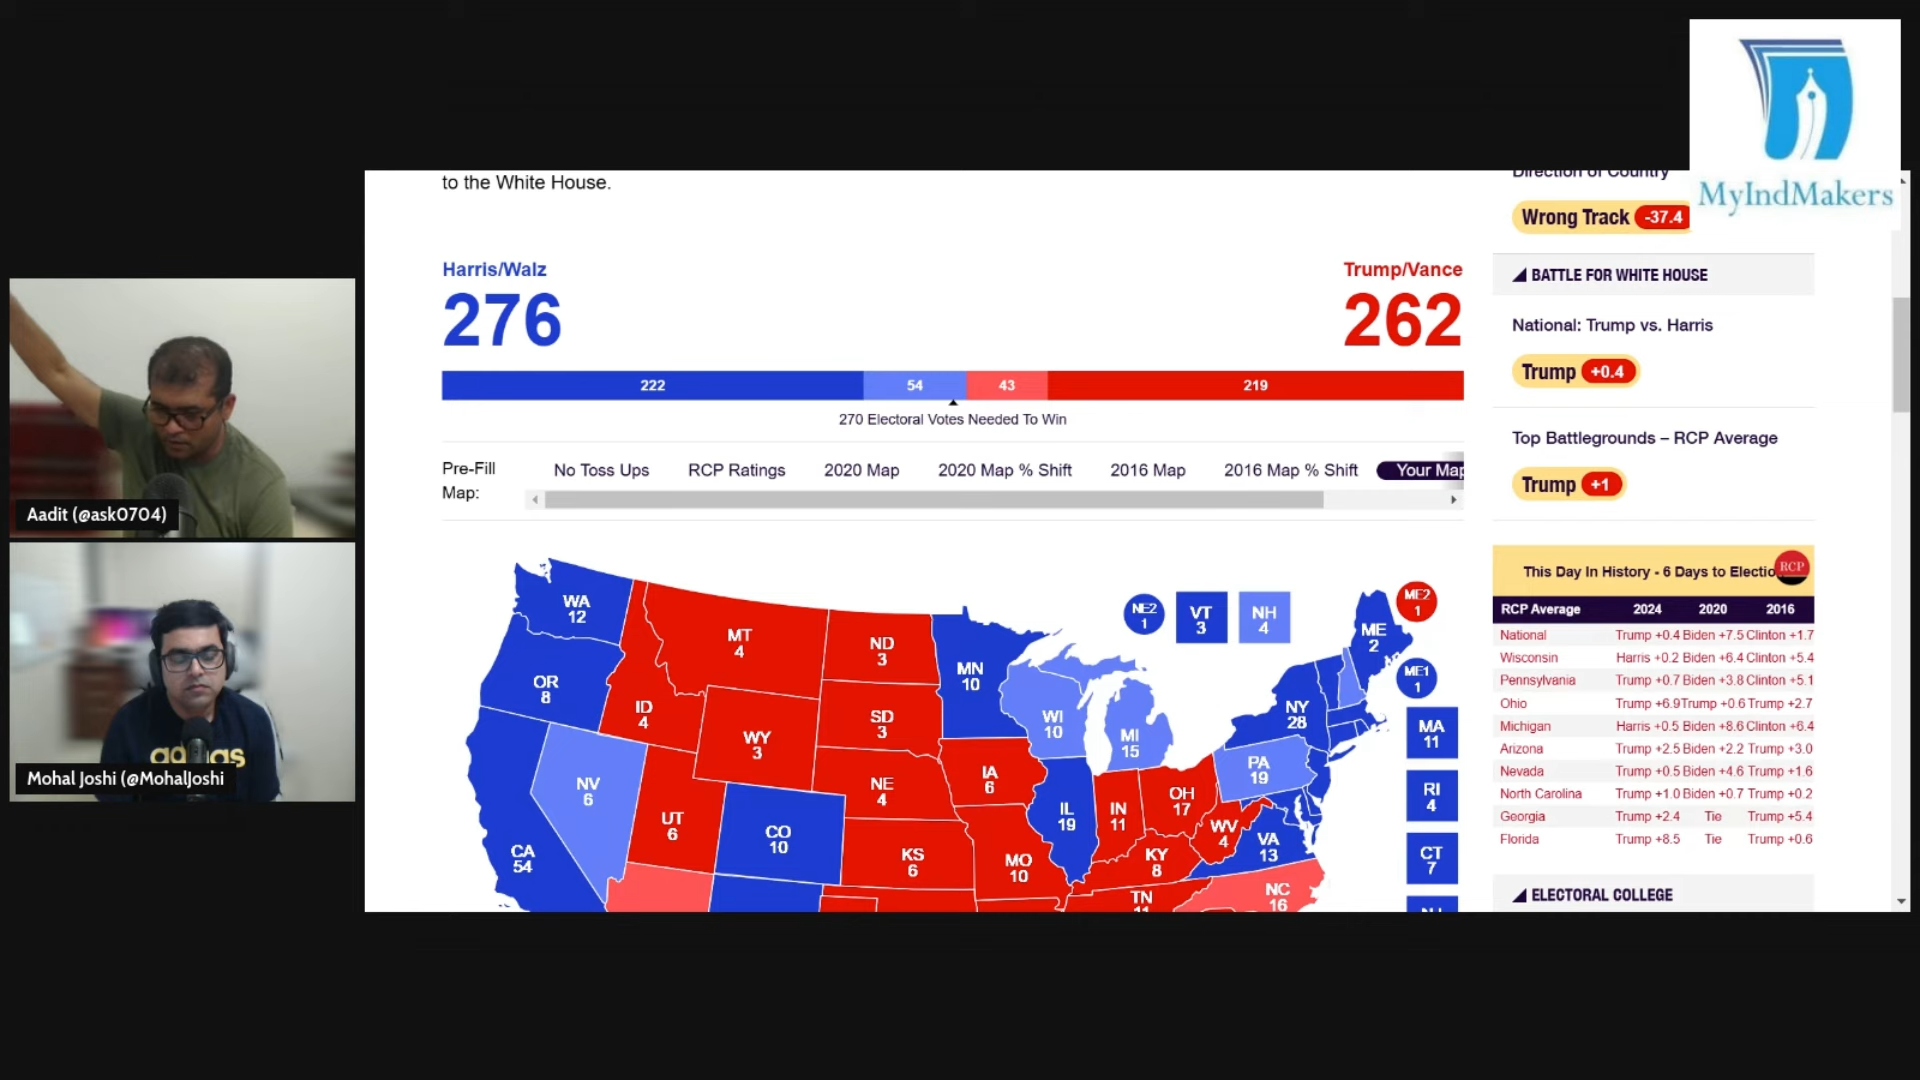 MyIndMakers
to the White House.
Harris/Walz
276
Trump/Vance
262
222
54
43
219
270 Electoral Votes Needed To Win
Pre-Fill
Map:
No Toss Ups
RCP Ratings
2020 Map
2020 Map % Shift
2016 Map
2016 Map % Shift
Your Map
WA
12
OR
8
CA
54
NV
6
ID
4
MT
4
WY
3
UT
6
CO
10
ND
3
SD
3
NE
4
KS
6
MN
10
IA
6
MO
10
WI
10
IL
19
MI
15
IN
11
OH
17
KY
8
TN
11
WV
4
VA
13
NC
16
PA
19
NY
28
ME
2
NE2
1
VT
3
NH
4
ME2
1
ME1
1
MA
11
RI
4
CT
7
NJ
Direction of Country
Wrong Track -37.4
BATTLE FOR WHITE HOUSE
National: Trump vs. Harris
Trump +0.4
Top Battlegrounds – RCP Average
Trump +1
This Day In History - 6 Days to Electio
RCP
RCP Average 2024 2020 2016
National Trump +0.4 Biden +7.5 Clinton +1.7
Wisconsin Harris +0.2 Biden +6.4 Clinton +5.4
Pennsylvania Trump +0.7 Biden +3.8 Clinton +5.1
Ohio Trump +6.9 Trump +0.6 Trump +2.7
Michigan Harris +0.5 Biden +8.6 Clinton +6.4
Arizona Trump +2.5 Biden +2.2 Trump +3.0
Nevada Trump +0.5 Biden +4.6 Trump +1.6
North Carolina Trump +1.0 Biden +0.7 Trump +0.2
Georgia Trump +2.4 Tie Trump +5.4
Florida Trump +8.5 Tie Trump +0.6
ELECTORAL COLLEGE
Aadit (@ask0704)
adidas
Mohal Joshi (@MohalJoshi